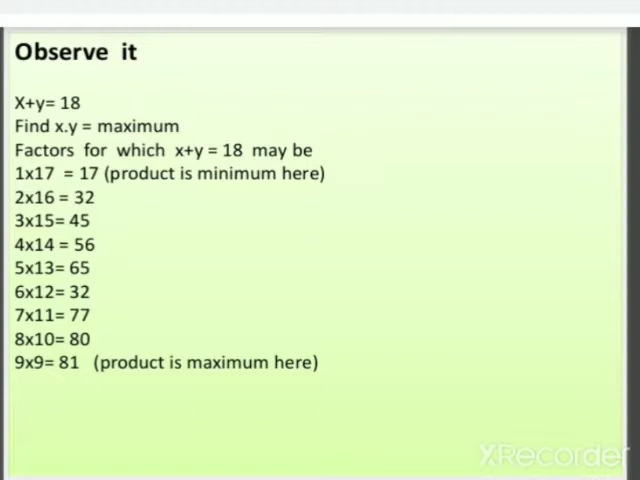 Observe it
X+y= 18
Find x.y = maximum
Factors for which x+y = 18 may be
1x17 = 17 (product is minimum here)
2x16 = 32
3x15= 45
4x14 = 56
5x13= 65
6x12= 32
7x11= 77
8x10= 80
9x9= 81 (product is maximum here)
XRecorder